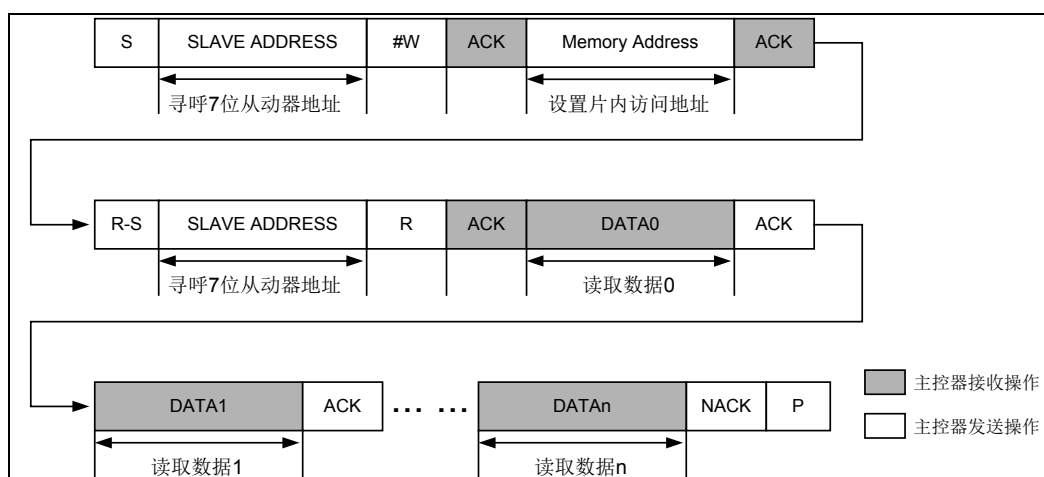 S SLAVE ADDRESS #W ACK Memory Address ACK
寻呼7位从动器地址 设置片内访问地址
R-S SLAVE ADDRESS R ACK DATA0 ACK
寻呼7位从动器地址 读取数据0
主控器接收操作
DATA1 ACK ... ... DATAn NACK P
主控器发送操作
读取数据1 读取数据n